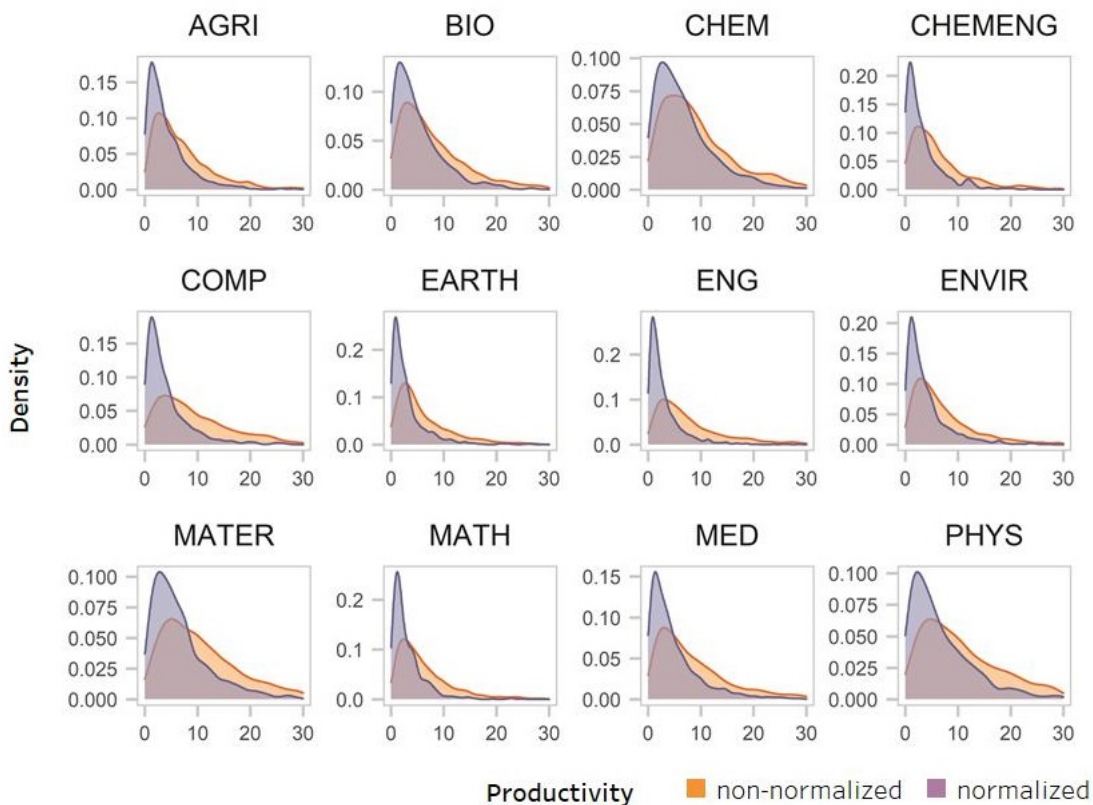 AGRI BIO CHEM CHEMENG
0.15 0.10 0.05 0.00
0.10 0.05 0.00
0.100 0.075 0.050 0.025 0.000
0.20 0.15 0.10 0.05 0.00
0 10 20 30 0 10 20 30 0 10 20 30 0 10 20 30
COMP EARTH ENG ENVIR
0.15 0.10 0.05 0.00
0.2 0.1 0.0
0.2 0.1 0.0
0.20 0.15 0.10 0.05 0.00
0 10 20 30 0 10 20 30 0 10 20 30 0 10 20 30
Density
MATER MATH MED PHYS
0.100 0.075 0.050 0.025 0.000
0.2 0.1 0.0
0.15 0.10 0.05 0.00
0.100 0.075 0.050 0.025 0.000
0 10 20 30 0 10 20 30 0 10 20 30 0 10 20 30
Productivity non-normalized normalized